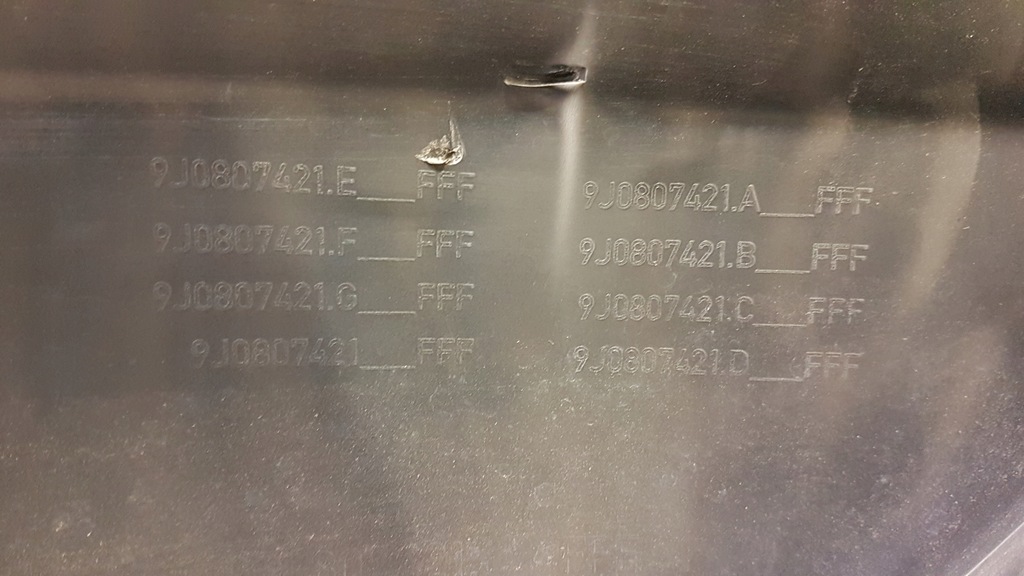 9J0807421.E___FFF
9J0807421.F___FFF
9J0807421.G___FFF
9J0807421___FFF
9J0807421.A___FFF
9J0807421.B___FFF
9J0807421.C___FFF
9J0807421.D___FFF